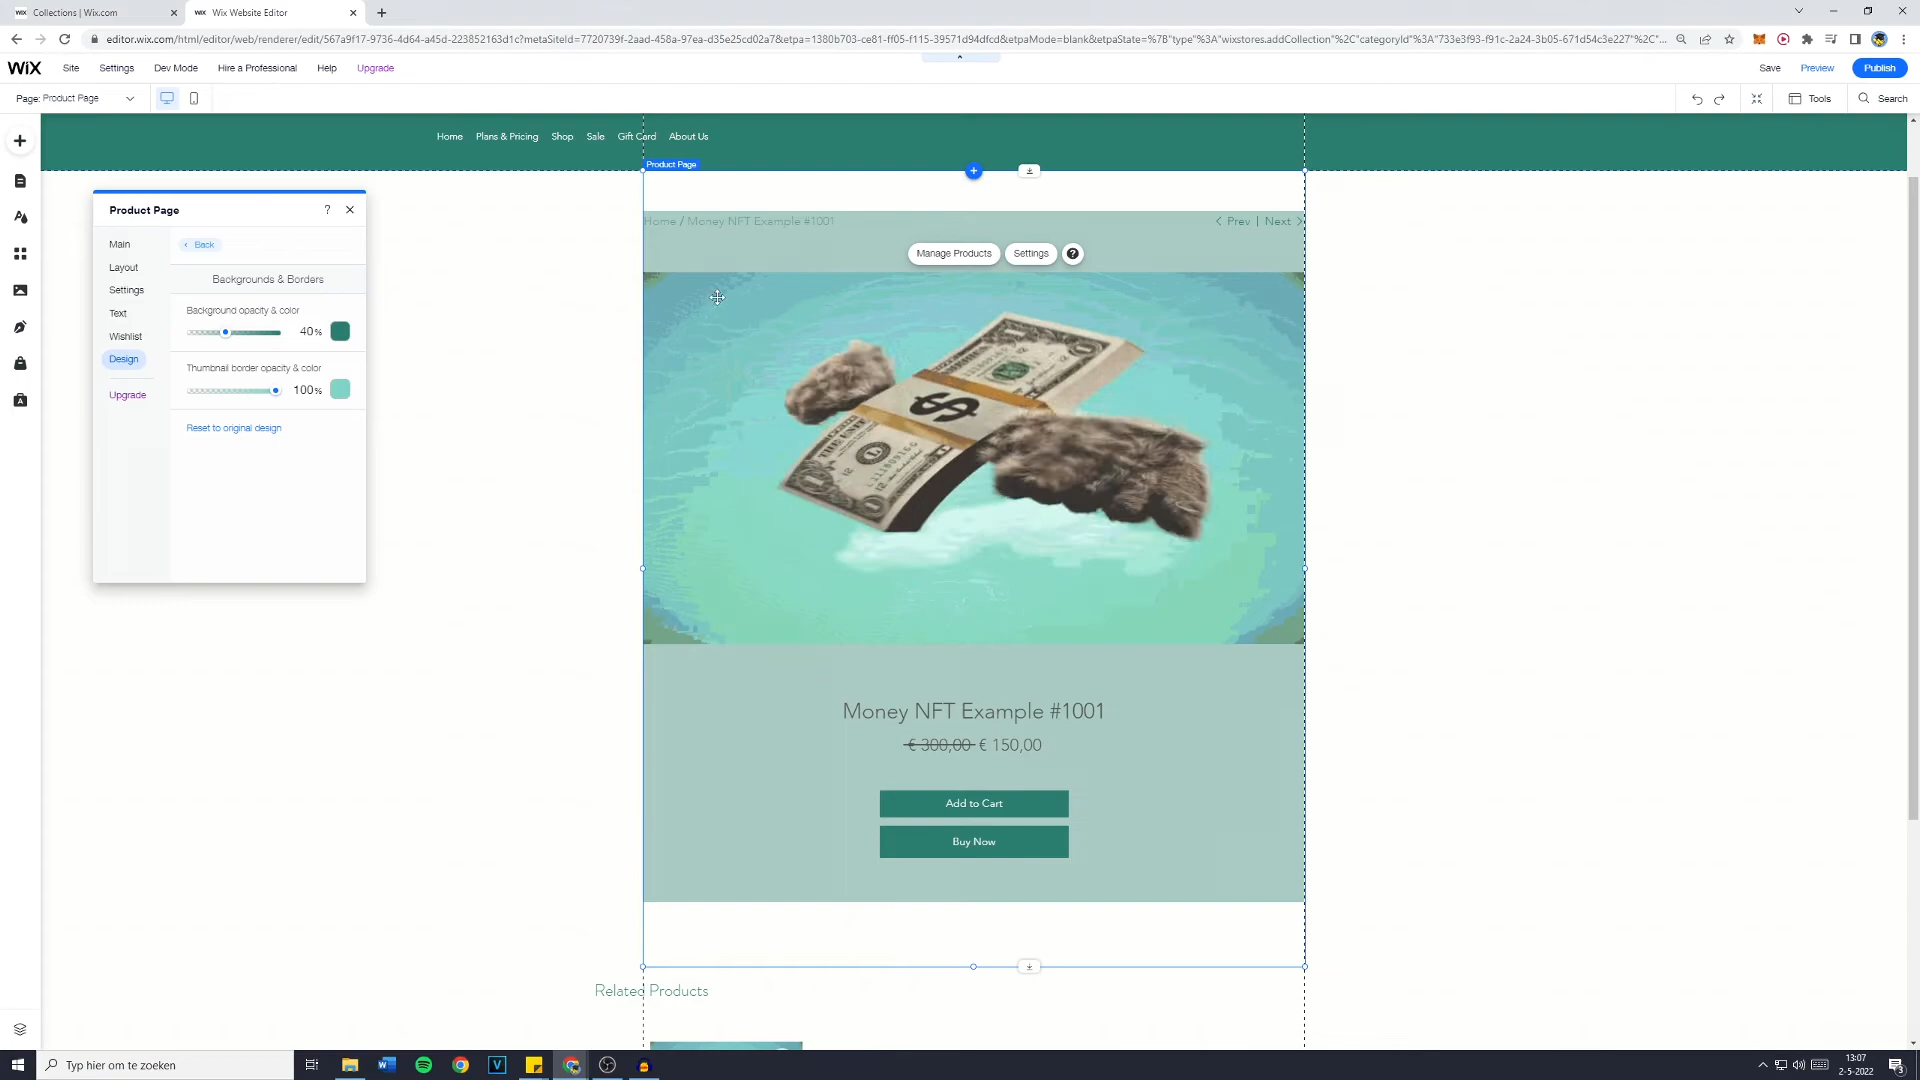 Collections | Wix.com
Wix Website Editor
editor.wix.com/html/editor/web/renderer/edit/567a9f17-9736-4d64-a45d-223852163d1c?metaSiteId=7720739f-2aad-458a-97ea-d35e25cd02a7&etpa=1380b703-ce81-ff05-f115-39571d94dfcd&etpaMode=blank&etpaState=%7B"type"%3A"wixstores.addCollection"%2C"categoryId"%3A"733e3f93-f91c-2a24-3b05-671d54c3e227"%2C"...
WiX Site Settings Dev Mode Hire a Professional Help Upgrade Save Preview Publish
Page: Product Page Tools Search
Home Plans & Pricing Shop Sale Gift Card About Us
Product Page
Product Page ?
Main
Layout
Settings
Text
Wishlist
Design
Upgrade
Back
Backgrounds & Borders
Background opacity & color
40 %
Thumbnail border opacity & color
100 %
Reset to original design
Home / Money NFT Example #1001
Prev | Next
Manage Products Settings ?
$
Money NFT Example #1001
€ 300,00 € 150,00
Add to Cart
Buy Now
Related Products
Typ hier om te zoeken
13:07
2-5-2022
3